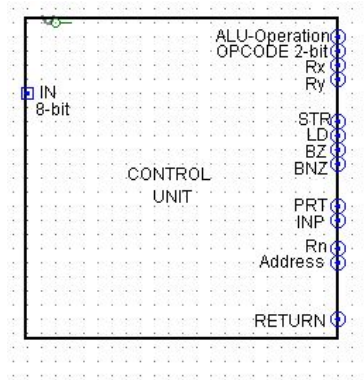 ALU-Operation
OPCODE 2-bit
Rx
Ry
IN
8-bit
STR
LD
BZ
BNZ
CONTROL
UNIT
PRT
INP
Rn
Address
RETURN